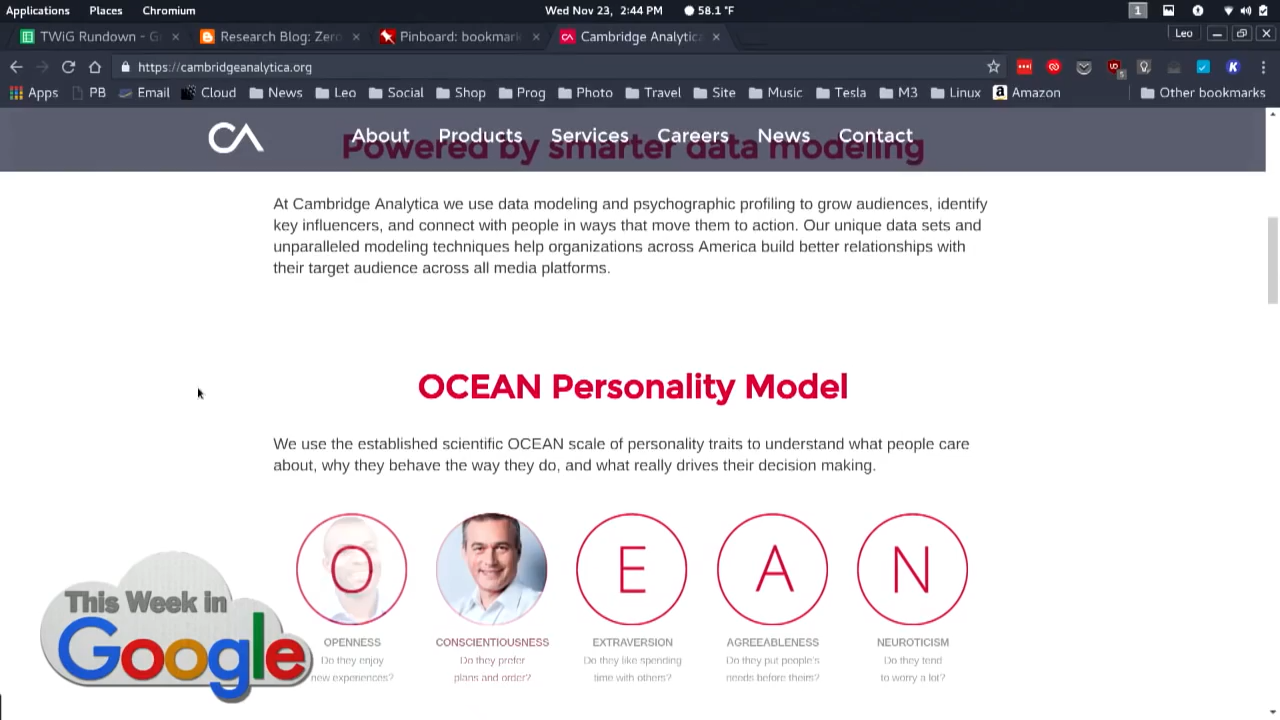 Applications Places Chromium Wed Nov 23, 2:44 PM 58.1 °F 1
TWiG Rundown - G Research Blog: Zero Pinboard: bookmark Cambridge Analytica Leo
https://cambridgeanalytica.org
Apps PB Email Cloud News Leo Social Shop Prog Photo Travel Site Music Tesla M3 Linux Amazon Other bookmarks
CA About Products Services Careers News Contact
Powered by smarter data modeling
At Cambridge Analytica we use data modeling and psychographic profiling to grow audiences, identify
key influencers, and connect with people in ways that move them to action. Our unique data sets and
unparalleled modeling techniques help organizations across America build better relationships with
their target audience across all media platforms.
OCEAN Personality Model
We use the established scientific OCEAN scale of personality traits to understand what people care
about, why they behave the way they do, and what really drives their decision making.
O E A N
OPENNESS CONSCIENTIOUSNESS EXTRAVERSION AGREEABLENESS NEUROTICISM
Do they enjoy Do they prefer Do they like spending Do they put people's Do they tend
new experiences? plans and order? time with others? needs before theirs? to worry a lot?
This Week in
Google